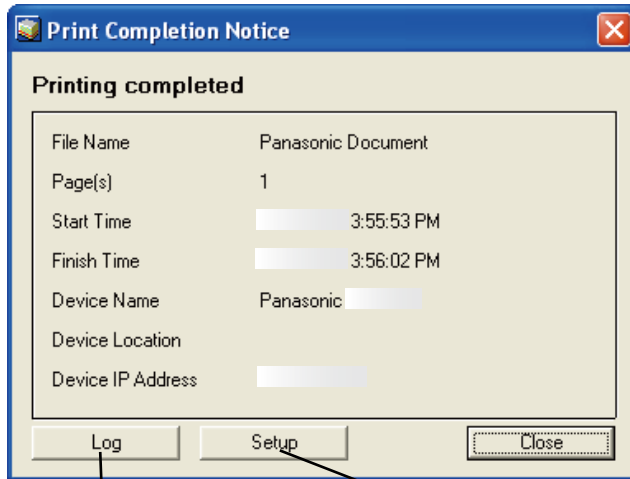 Print Completion Notice
Printing completed
File Name Panasonic Document
Page(s) 1
Start Time 3:55:53 PM
Finish Time 3:56:02 PM
Device Name Panasonic
Device Location
Device IP Address
Log Setup Close